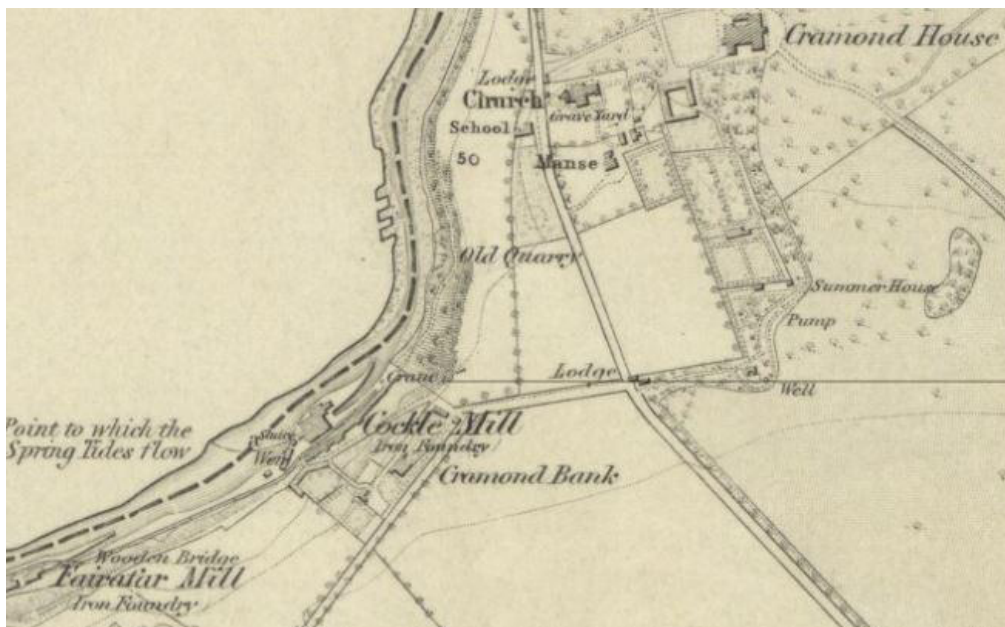 Cramond House
Lodge
Church
Grave Yard
School
50
Manse
Old Quarry
Summer House
Pump
Crane
Lodge
Well
Cockle Mill
Iron Foundry
Point to which the
Spring Tides flow
Sluice
Weir
Cramond Bank
Wooden Bridge
Fairafar Mill
Iron Foundry